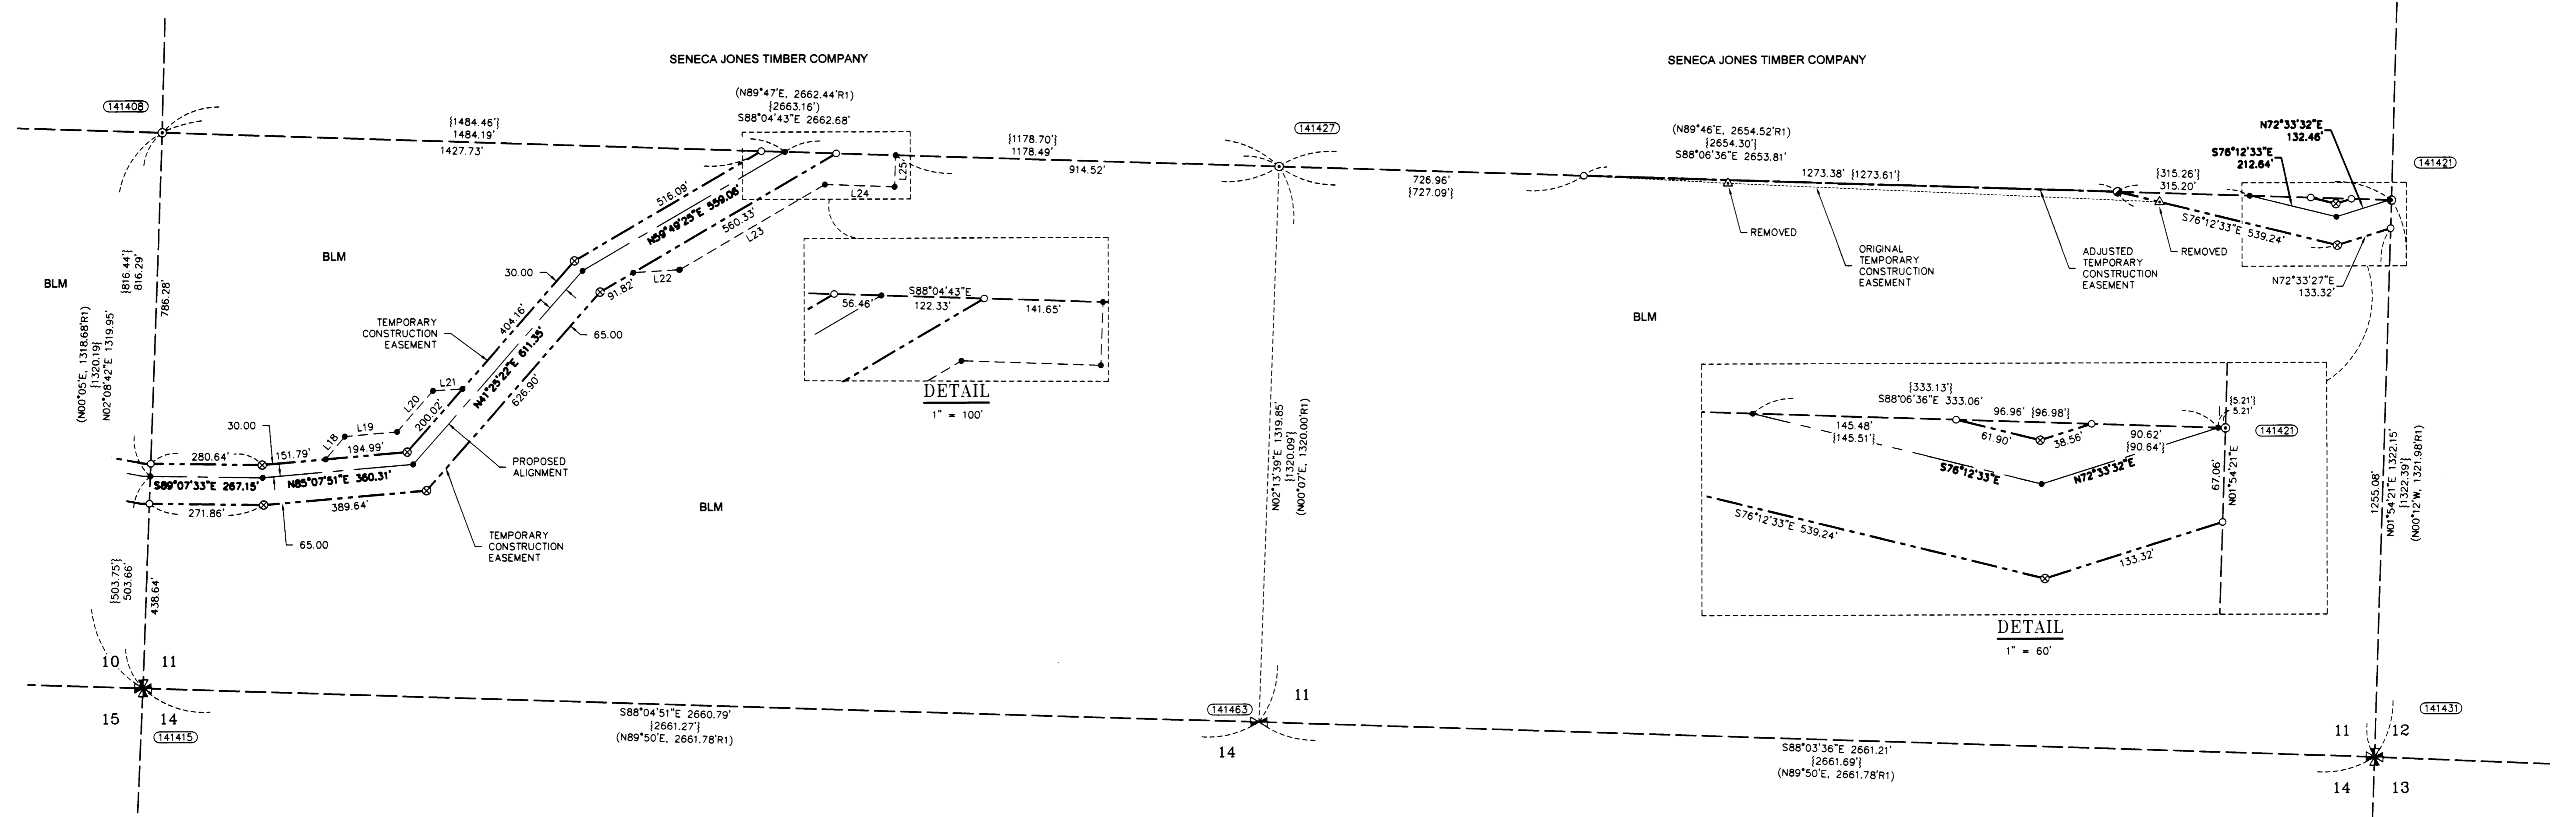 SENECA JONES TIMBER COMPANY
SENECA JONES TIMBER COMPANY
(N89°47'E, 2662.44'R1)
{2663.16'}
S88°04'43"E 2662.68'
141408
{1484.46'}
1484.19'
1427.73'
{1178.70'}
1178.49'
914.52'
141427
(N89°46'E, 2654.52'R1)
{2654.30'}
S88°06'36"E 2653.81'
726.96'
{727.09'}
1273.38' {1273.61'}
{315.26'}
315.20'
N72°33'32"E
132.46'
S76°12'33"E
212.64'
141421
REMOVED
ORIGINAL
TEMPORARY
CONSTRUCTION
EASEMENT
ADJUSTED
TEMPORARY
CONSTRUCTION
EASEMENT
REMOVED
S76°12'33"E 539.24'
N72°33'27"E
133.32'
BLM
BLM
BLM
BLM
{816.44'}
816.29'
786.28'
(N00°05'E, 1318.68'R1)
{1320.19'}
N02°08'42"E 1319.95'
516.09'
N59°49'25"E 559.06'
560.33'
L25
L24
L23
L22
91.82'
30.00
404.16'
65.00
TEMPORARY
CONSTRUCTION
EASEMENT
N41°25'22"E 611.35'
626.90'
L21
L20
L19
L18
200.02'
30.00
280.64'
151.79'
194.99'
S89°07'33"E 267.15'
N85°07'51"E 360.31'
271.86'
389.64'
65.00
PROPOSED
ALIGNMENT
TEMPORARY
CONSTRUCTION
EASEMENT
S88°04'43"E
56.46'
122.33'
141.65'
DETAIL
1" = 100'
N02°13'39"E 1319.85'
{1320.09'}
(N00°07'E, 1320.00'R1)
{333.13'}
S88°06'36"E 333.06'
96.96' {96.98'}
{5.21'}
5.21'
145.48'
{145.51'}
61.90'
38.56'
90.62'
{90.64'}
141421
S76°12'33"E
N72°33'32"E
67.06'
N01°54'21"E
S76°12'33"E 539.24'
133.32'
DETAIL
1" = 60'
1255.08'
N01°54'21"E 1322.15'
{1322.39'}
(N00°12'W, 1321.98'R1)
{503.75'}
503.66'
438.64'
10
11
15
14
141415
S88°04'51"E 2660.79'
{2661.27'}
(N89°50'E, 2661.78'R1)
141463
11
14
S88°03'36"E 2661.21'
{2661.69'}
(N89°50'E, 2661.78'R1)
141431
11
12
14
13